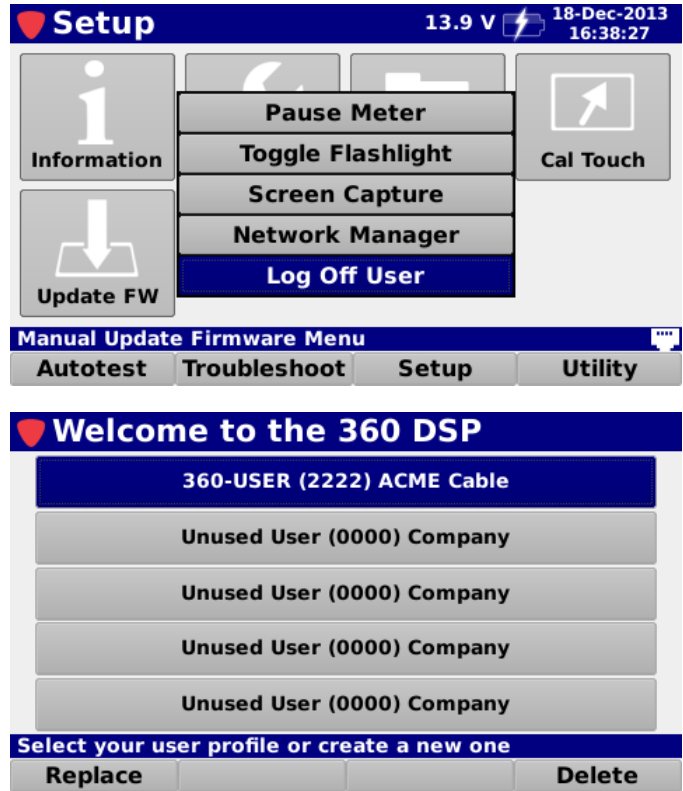 Setup
13.9 V
18-Dec-2013
16:38:27
Information
Cal Touch
Pause Meter
Toggle Flashlight
Screen Capture
Network Manager
Log Off User
Update FW
Manual Update Firmware Menu
Autotest Troubleshoot Setup Utility
Welcome to the 360 DSP
360-USER (2222) ACME Cable
Unused User (0000) Company
Unused User (0000) Company
Unused User (0000) Company
Unused User (0000) Company
Select your user profile or create a new one
Replace Delete